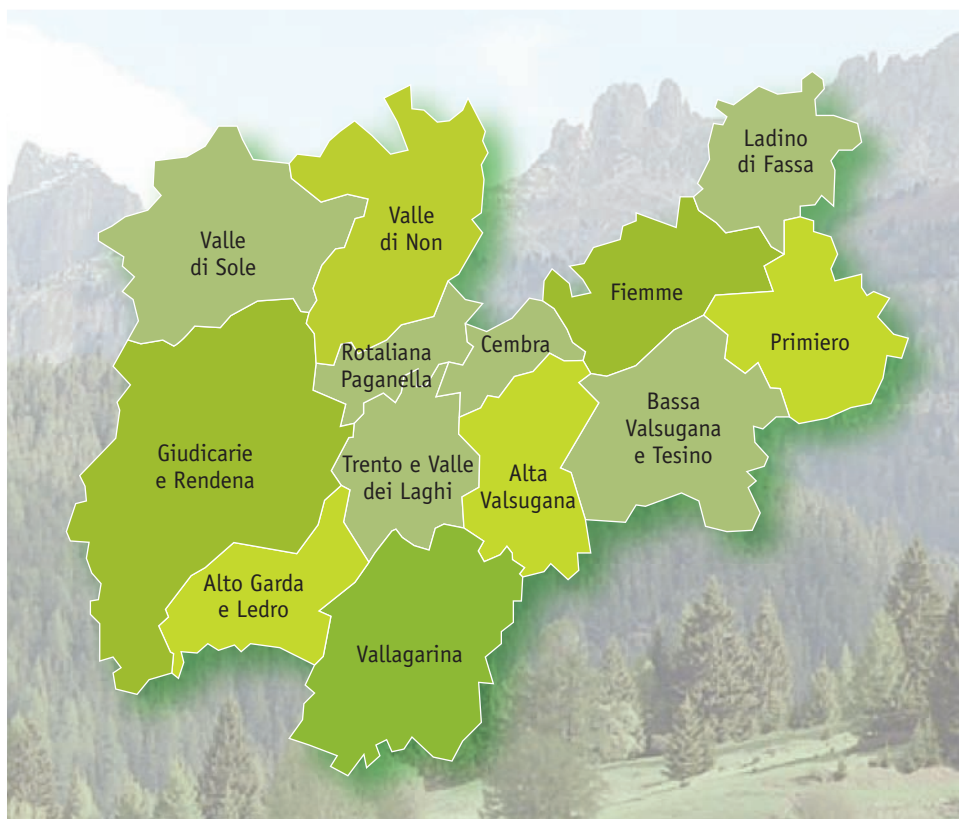 Ladino
di Fassa
Valle
di Non
Valle
di Sole
Fiemme
Primiero
Rotaliana
Paganella
Cembra
Bassa
Valsugana
e Tesino
Giudicarie
e Rendena
Trento e Valle
dei Laghi
Alta
Valsugana
Alto Garda
e Ledro
Vallagarina